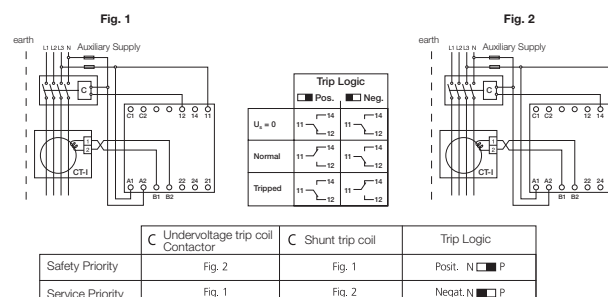 Fig. 1
Fig. 2
earth
L1 L2 L3 N Auxiliary Supply
C
C1 C2 12 14 11
1
2
CT-I
A1 A2 22 24 21
B1 B2
Trip Logic
Pos. Neg.
Us = 0 11 14 12 11 14 12
Normal 11 14 12 11 14 12
Tripped 11 14 12 11 14 12
earth
L1 L2 L3 N Auxiliary Supply
C
C1 C2 12 14
1
2
CT-I
A1 A2 22 24
B1 B2
C Undervoltage trip coil Contactor C Shunt trip coil Trip Logic
Safety Priority Fig. 2 Fig. 1 Posit. N P
Service Priority Fig. 1 Fig. 2 Negat. N P